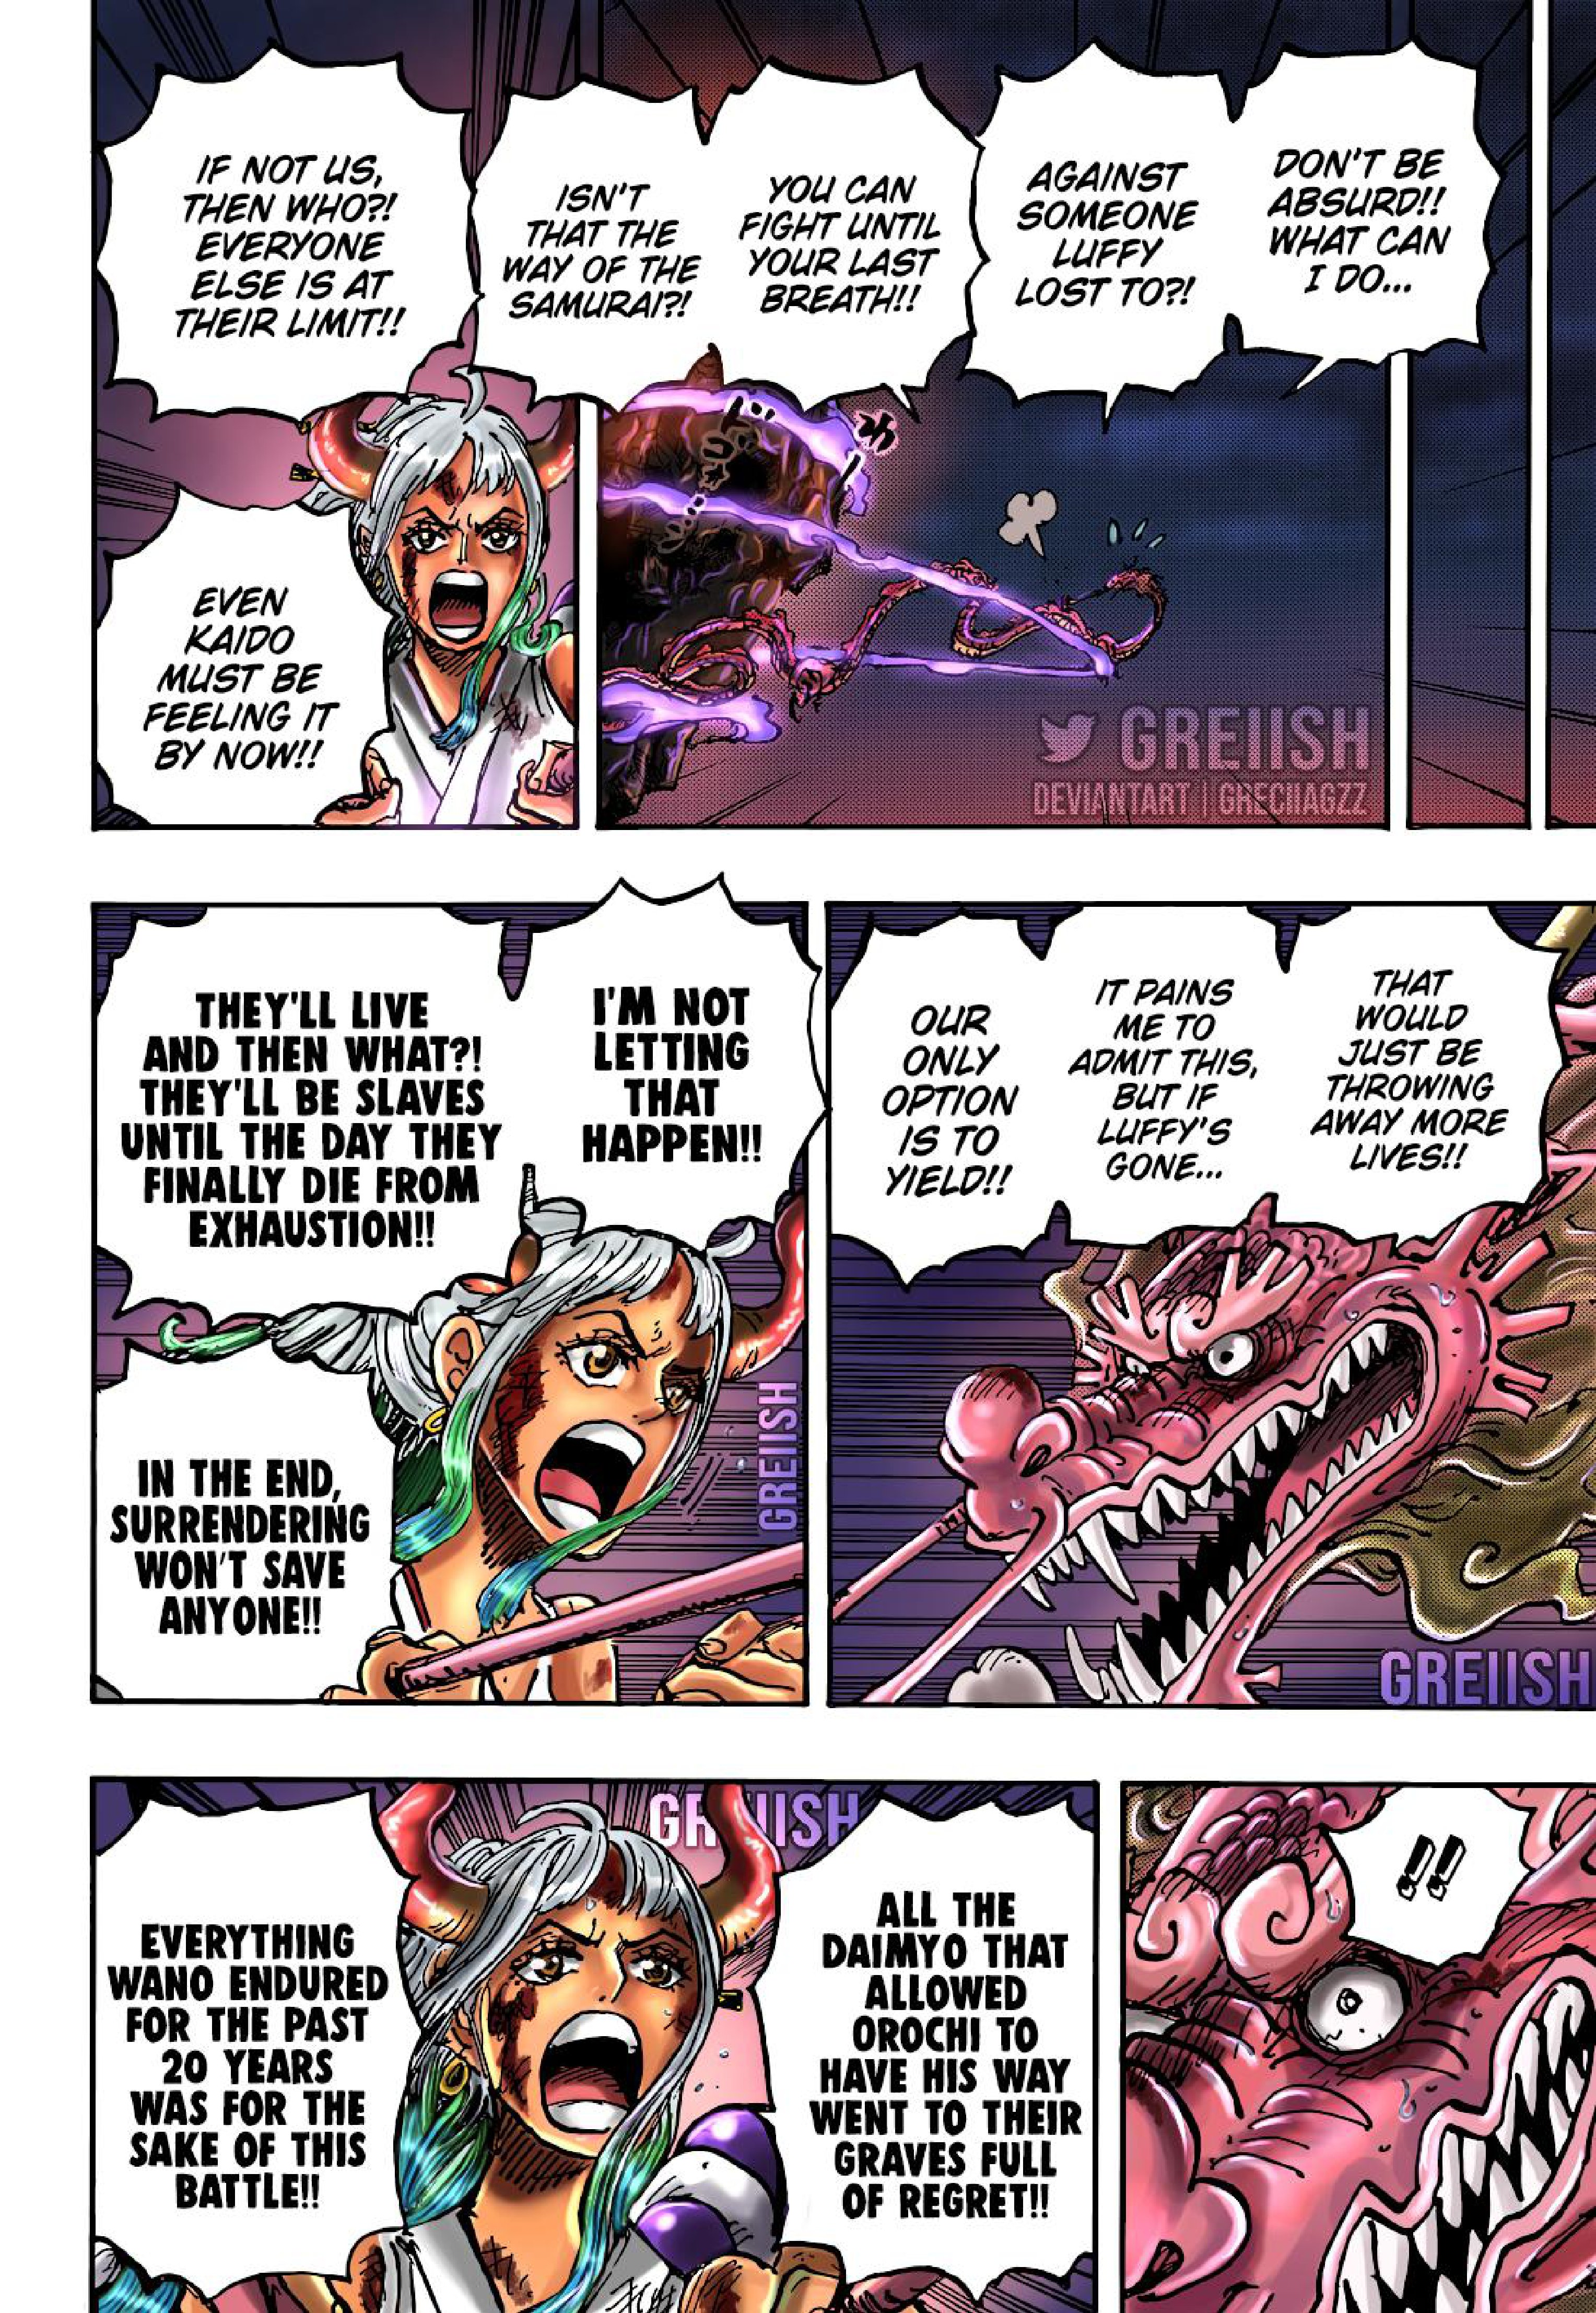 DON'T BE
ABSURD!!
WHAT CAN
I DO...
AGAINST
SOMEONE
LUFFY
LOST TO?!
YOU CAN
FIGHT UNTIL
YOUR LAST
BREATH!!
ISN'T
THAT THE
WAY OF THE
SAMURAI?!
IF NOT US,
THEN WHO?!
EVERYONE
ELSE IS AT
THEIR LIMIT!!
EVEN
KAIDO
MUST BE
FEELING IT
BY NOW!!
GREIISH
DEVIANTART | GHECIIAGZZ
THAT
WOULD
JUST BE
THROWING
AWAY MORE
LIVES!!
IT PAINS
ME TO
ADMIT THIS,
BUT IF
LUFFY'S
GONE...
OUR
ONLY
OPTION
IS TO
YIELD!!
GREIISH
I'M NOT
LETTING
THAT
HAPPEN!!
THEY'LL LIVE
AND THEN WHAT?!
THEY'LL BE SLAVES
UNTIL THE DAY THEY
FINALLY DIE FROM
EXHAUSTION!!
IN THE END,
SURRENDERING
WON'T SAVE
ANYONE!!
GREIISH
!!
ALL THE
DAIMYO THAT
ALLOWED
OROCHI TO
HAVE HIS WAY
WENT TO THEIR
GRAVES FULL
OF REGRET!!
EVERYTHING
WANO ENDURED
FOR THE PAST
20 YEARS
WAS FOR THE
SAKE OF THIS
BATTLE!!